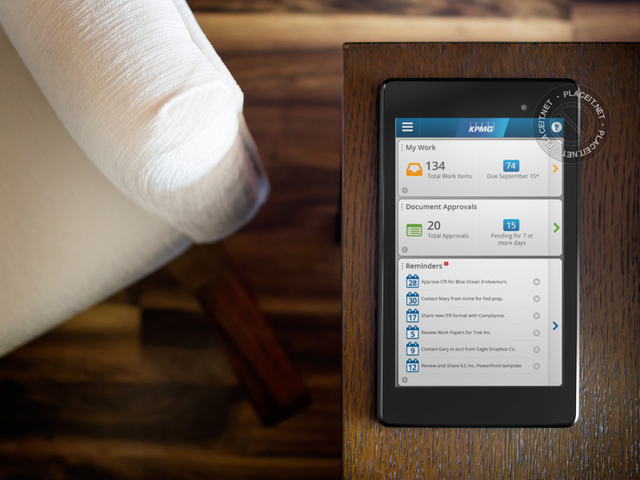 KPMG
?
PLACEIT.NET • PLACEIT.NET • PLACEIT.NET
My Work
134
Total Work Items
74
Due September 15th
Document Approvals
20
Total Approvals
15
Pending for 7 or
more days
Reminders
28 Approve ITR for Blue Ocean Endeavours.
30 Contact Mary from Acme for Fed prep.
17 Share new ITR format with Compliance.
5 Review Work Papers for Trek Inc.
9 Contact Gary in acct from Eagle Dropbox Co.
12 Review and Share ILC Inc. PowerPoint template